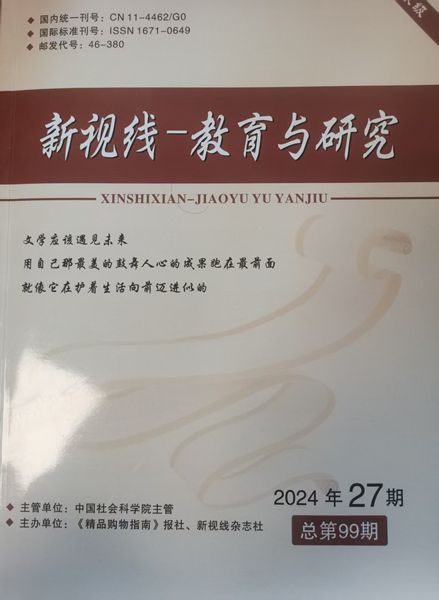 级
◆ 国内统一刊号：CN 11-4462/G0
◆ 国际标准刊号：ISSN 1671-0649
◆ 邮发代号：46-380
新视线-教育与研究
XINSHIXIAN-JIAOYU YU YANJIU
文学应该遇见未来
用自己那最美的鼓舞人心的成果跑在最前面
就像它在护着生活向前迈进似的
2024 年 27期
◆ 主管单位：中国社会科学院主管
◆ 主办单位：《精品购物指南》报社、新视线杂志社
总第99期